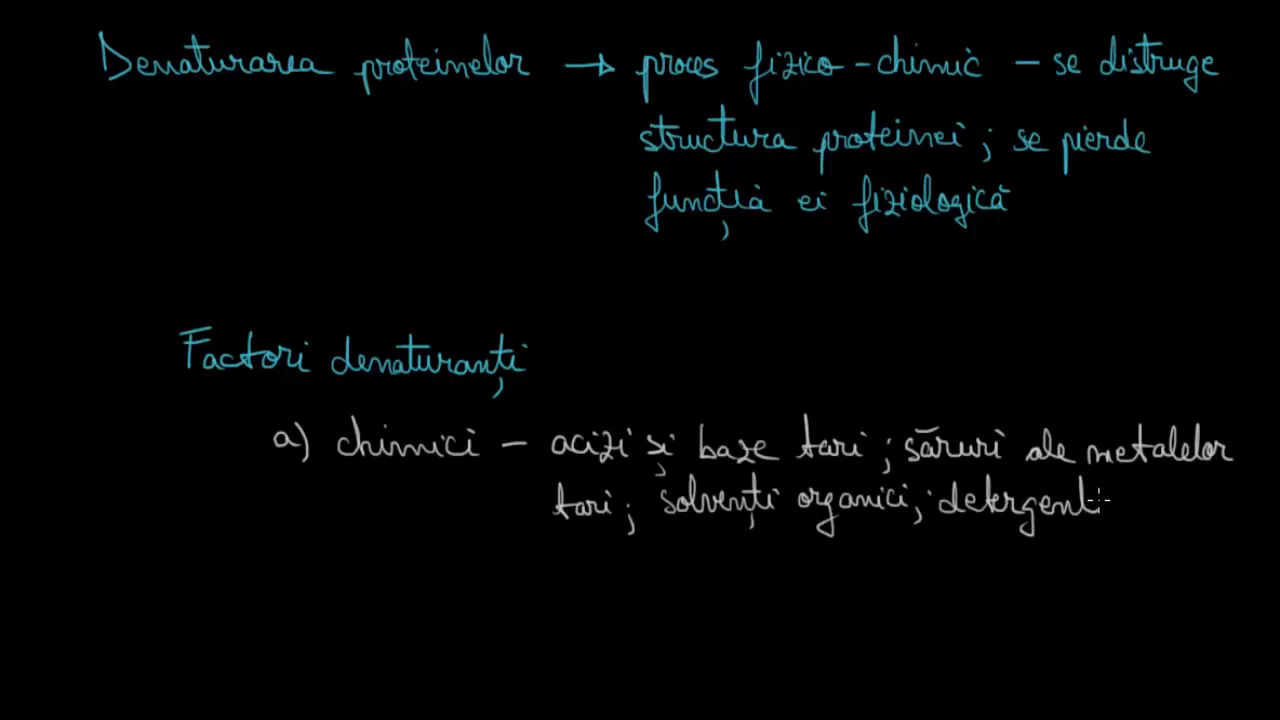 Denaturarea proteinelor → proces fizico-chimic – se distruge
structura proteinei; se pierde
funcția ei fiziologică
Factori denaturanți
a) chimici – acizi și baze tari; săruri ale metalelor
tari; solvenți organici; detergent